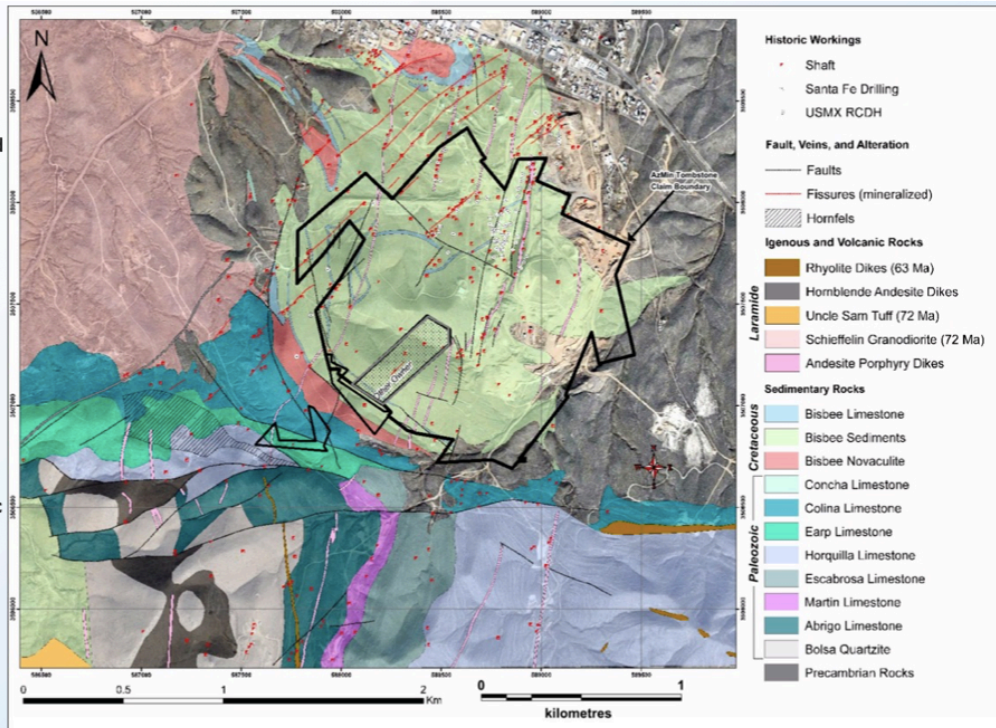 N
AzMin Tombstone
Claim Boundary
Other Owner
0
0.5
1
2
Km
0
1
kilometres
Historic Workings
Shaft
Santa Fe Drilling
USMX RCDH
Fault, Veins, and Alteration
Faults
Fissures (mineralized)
Hornfels
Igenous and Volcanic Rocks
Laramide
Rhyolite Dikes (63 Ma)
Hornblende Andesite Dikes
Uncle Sam Tuff (72 Ma)
Schieffelin Granodiorite (72 Ma)
Andesite Porphyry Dikes
Sedimentary Rocks
Cretaceous
Bisbee Limestone
Bisbee Sediments
Bisbee Novaculite
Paleozoic
Concha Limestone
Colina Limestone
Earp Limestone
Horquilla Limestone
Escabrosa Limestone
Martin Limestone
Abrigo Limestone
Bolsa Quartzite
Precambrian Rocks